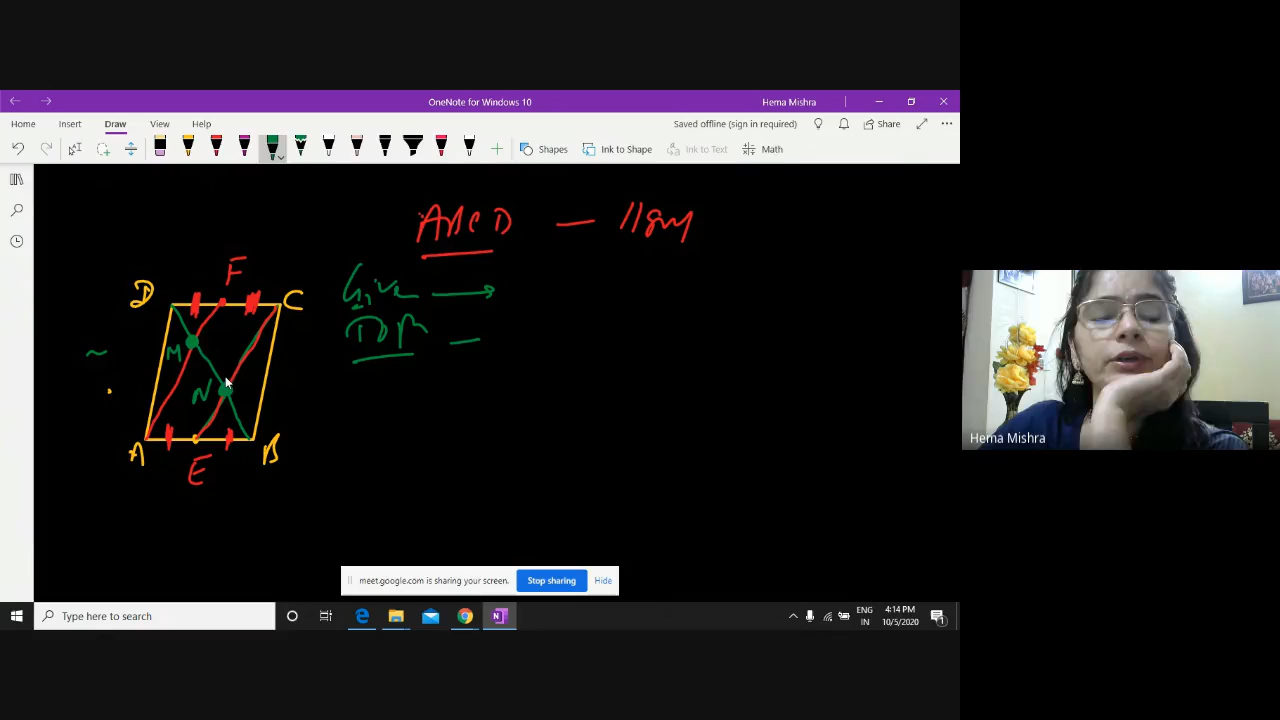 OneNote for Windows 10
Hema Mishra
Home Insert Draw View Help
Saved offline (sign in required) Share
Shapes Ink to Shape Ink to Text Math
ABCD — ||gm
Given →
F
D C
M
N
A B
E
Hema Mishra
meet.google.com is sharing your screen. Stop sharing Hide
Type here to search
ENG 4:14 PM
IN 10/5/2020